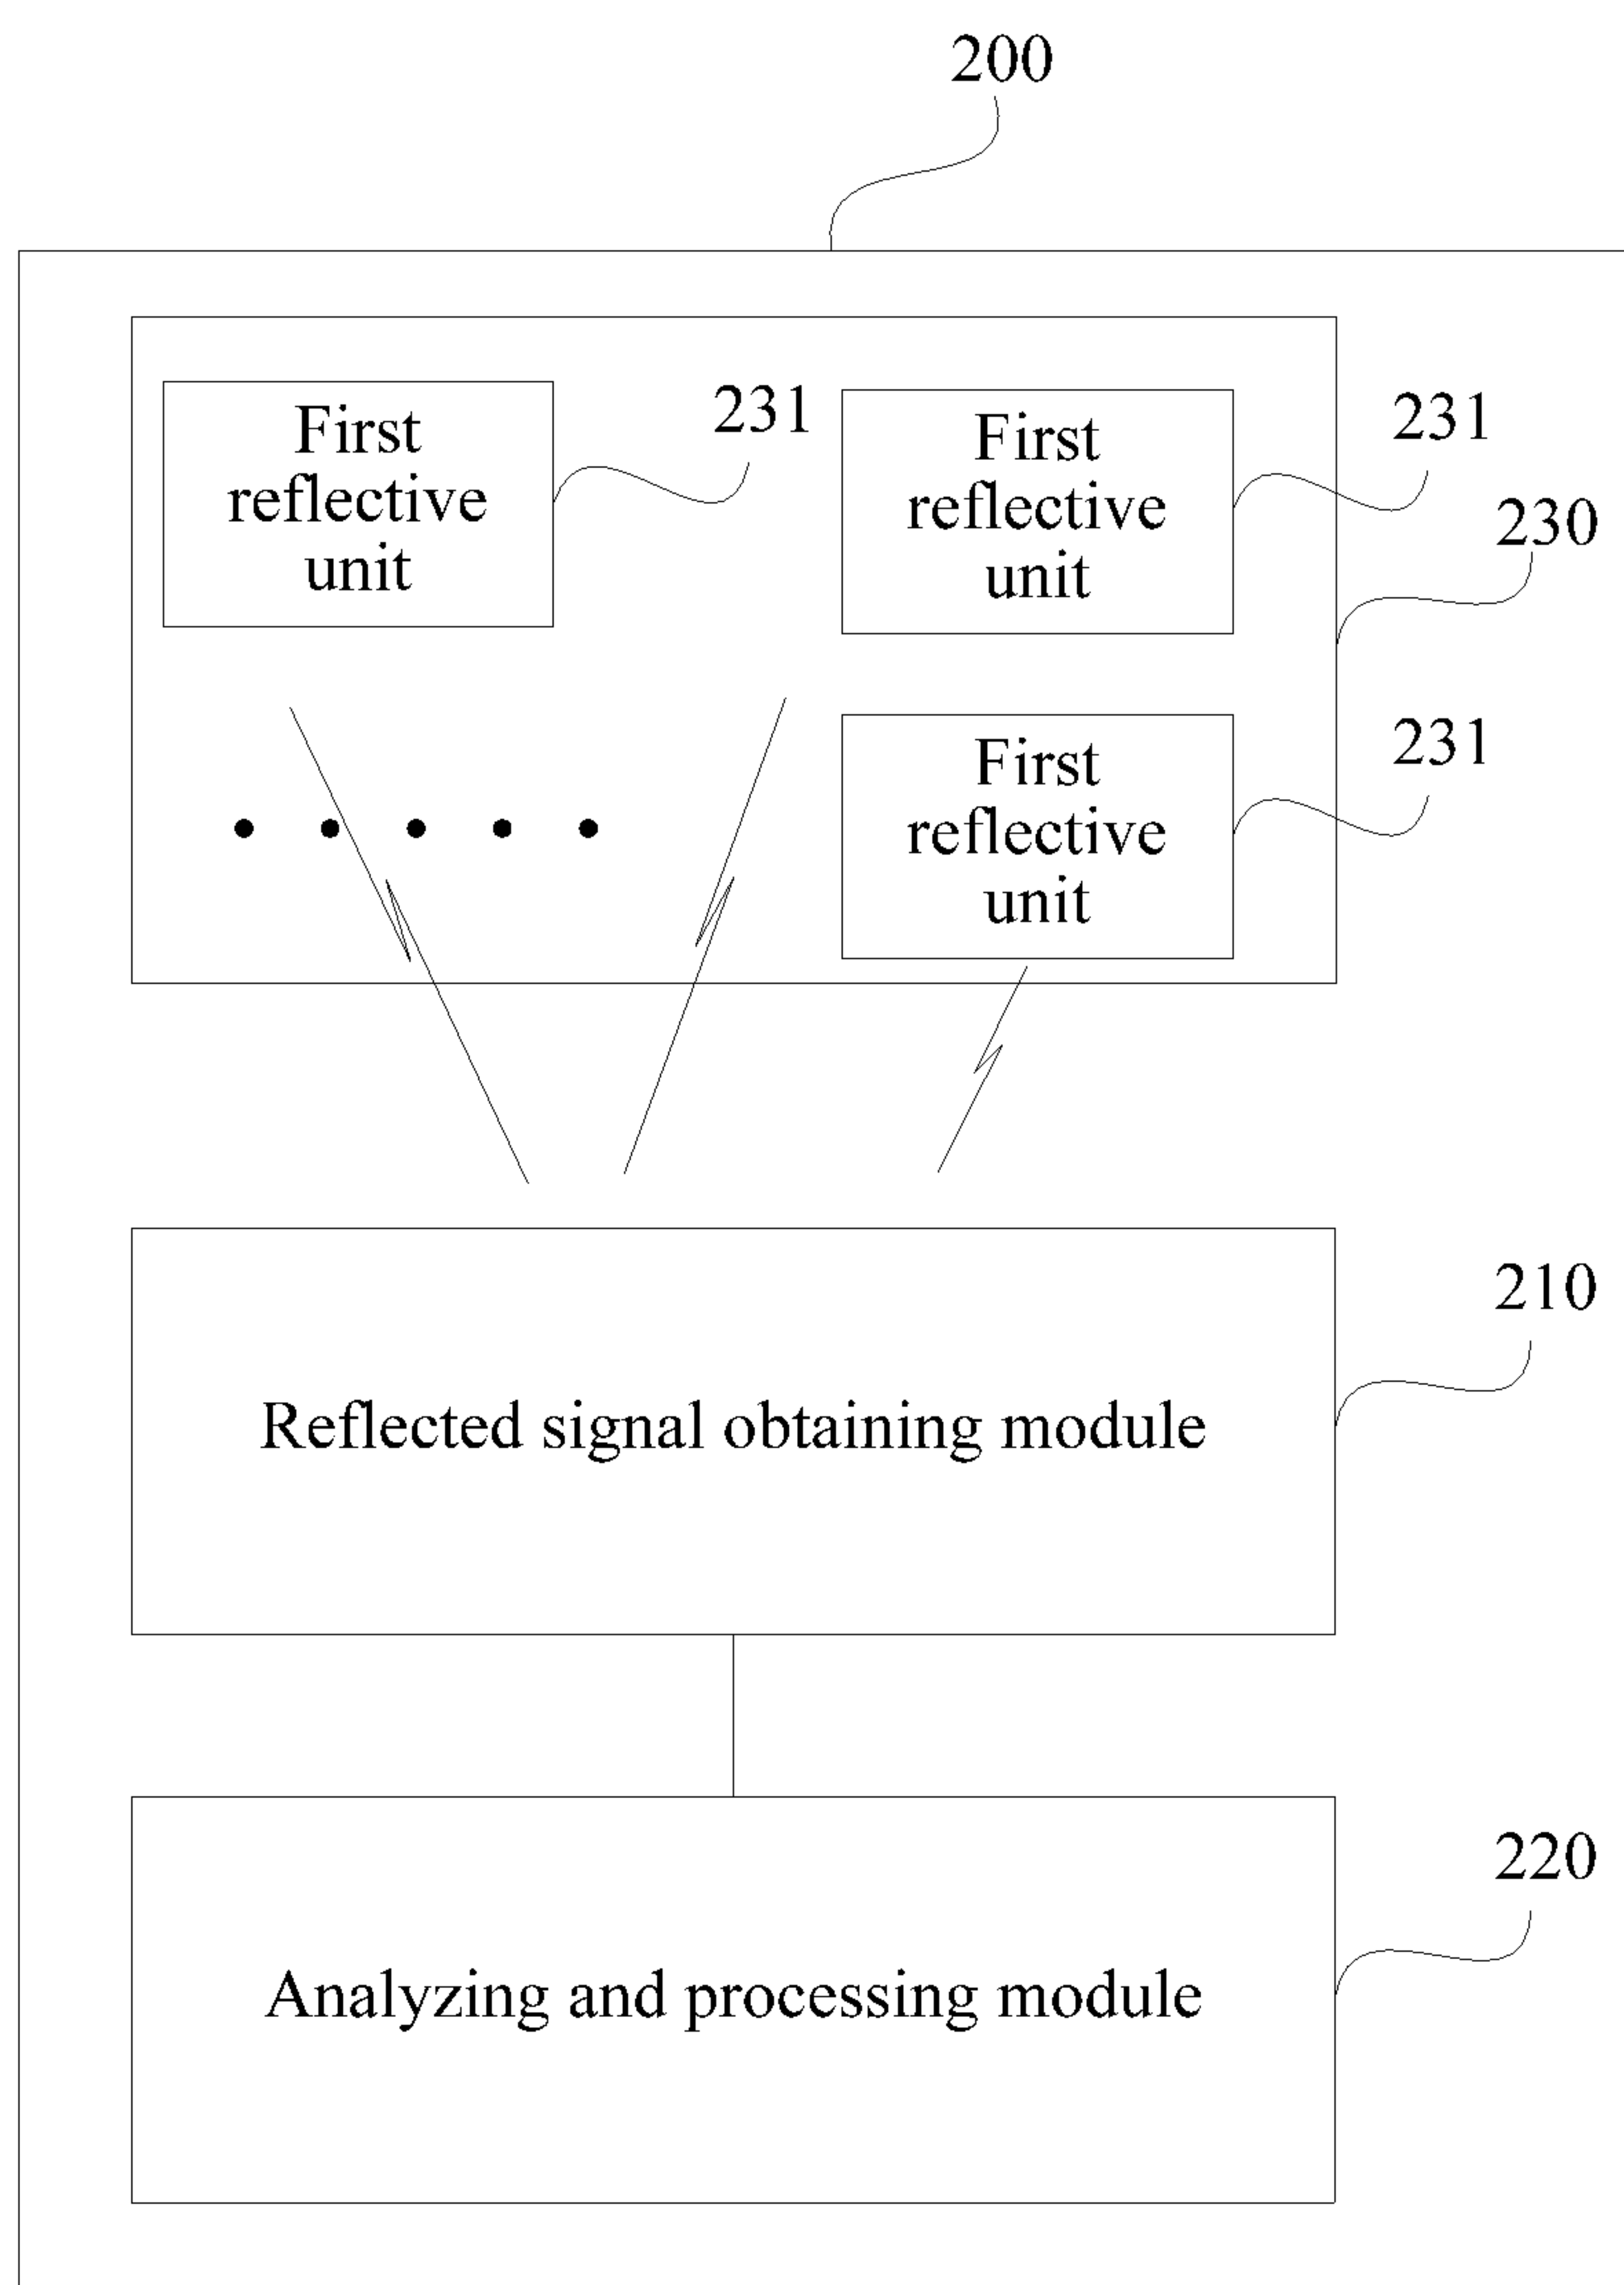 200
First
reflective
unit
231
First
reflective
unit
231
230
First
reflective
unit
231
Reflected signal obtaining module
210
Analyzing and processing module
220